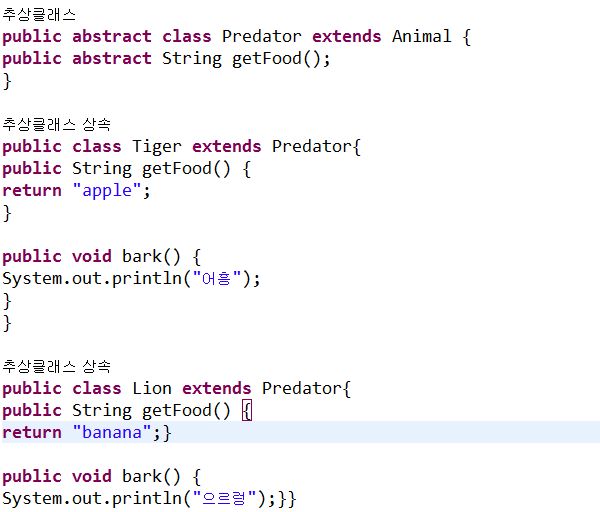 추상클래스
public abstract class Predator extends Animal {
public abstract String getFood();
}
추상클래스 상속
public class Tiger extends Predator{
public String getFood() {
return "apple";
}
public void bark() {
System.out.println("어흥");
}
}
추상클래스 상속
public class Lion extends Predator{
public String getFood() {
return "banana";}
public void bark() {
System.out.println("으르렁");}}